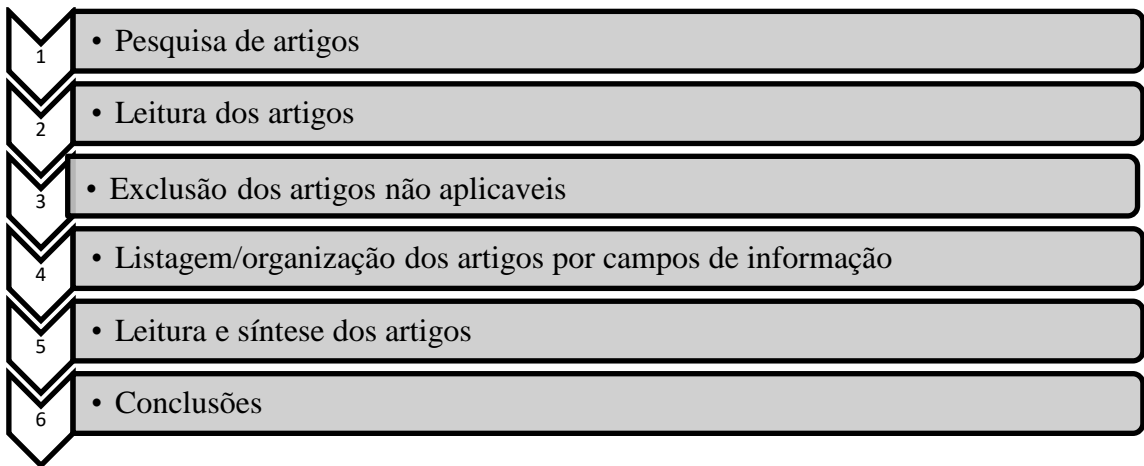 1
• Pesquisa de artigos
2
• Leitura dos artigos
3
• Exclusão dos artigos não aplicaveis
4
• Listagem/organização dos artigos por campos de informação
5
• Leitura e síntese dos artigos
6
• Conclusões